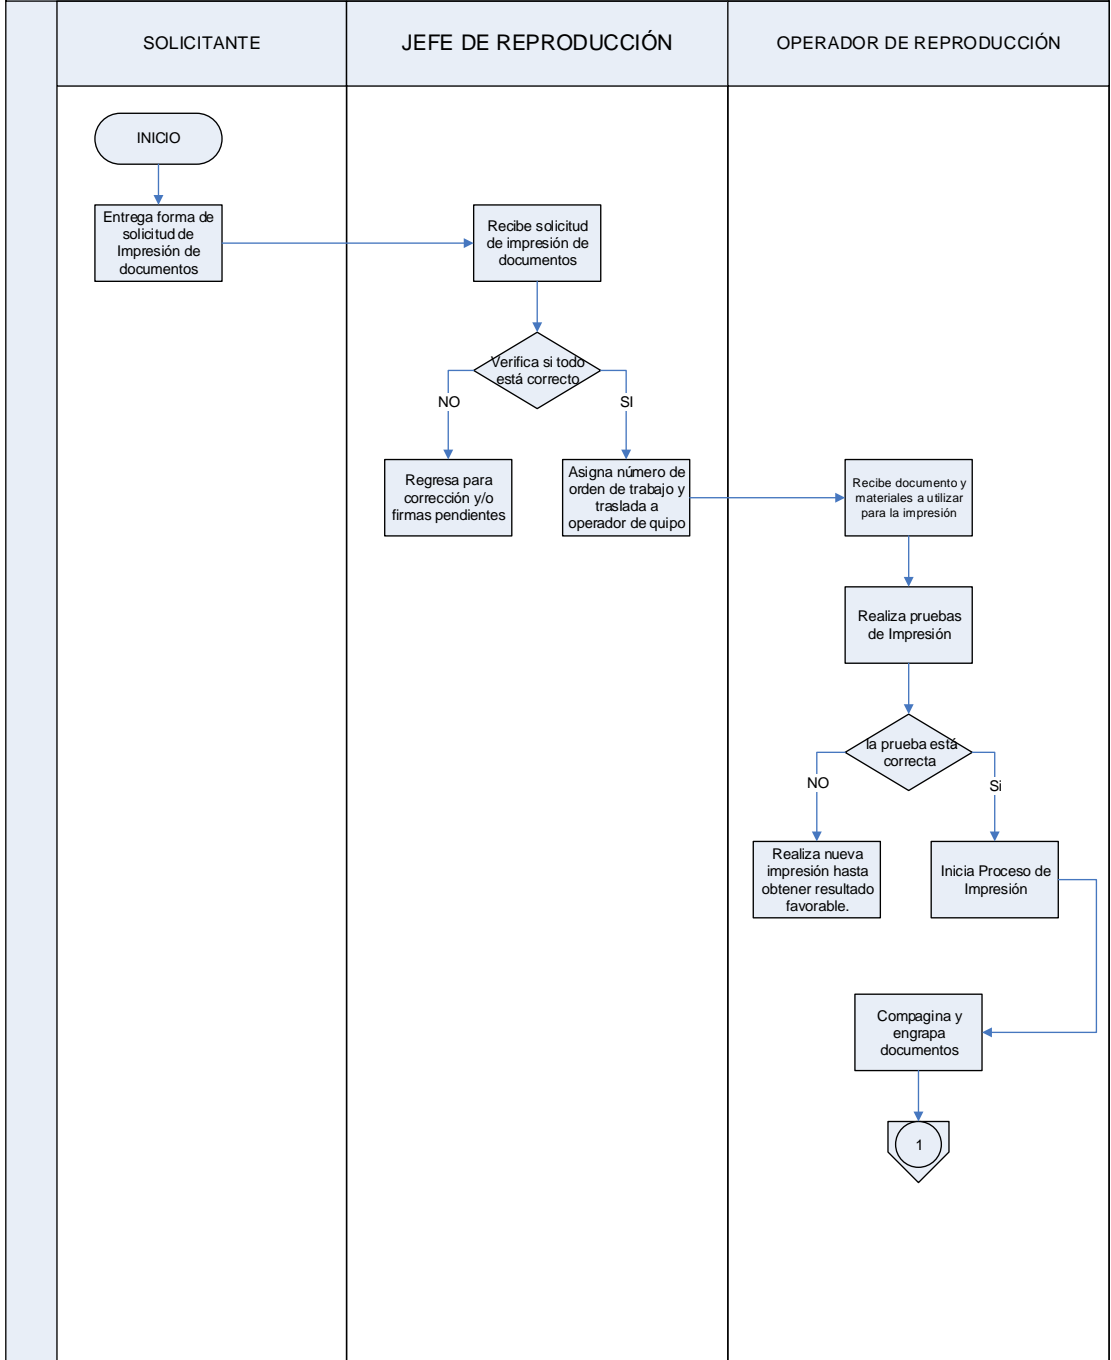 SOLICITANTE
JEFE DE REPRODUCCIÓN
OPERADOR DE REPRODUCCIÓN
INICIO
Entrega forma de
solicitud de
Impresión de
documentos
Recibe solicitud
de impresión de
documentos
Verifica si todo
está correcto
NO
SI
Regresa para
corrección y/o
firmas pendientes
Asigna número de
orden de trabajo y
traslada a
operador de quipo
Recibe documento y
materiales a utilizar
para la impresión
Realiza pruebas
de Impresión
la prueba está
correcta
NO
Si
Realiza nueva
impresión hasta
obtener resultado
favorable.
Inicia Proceso de
Impresión
Compagina y
engrapa
documentos
1